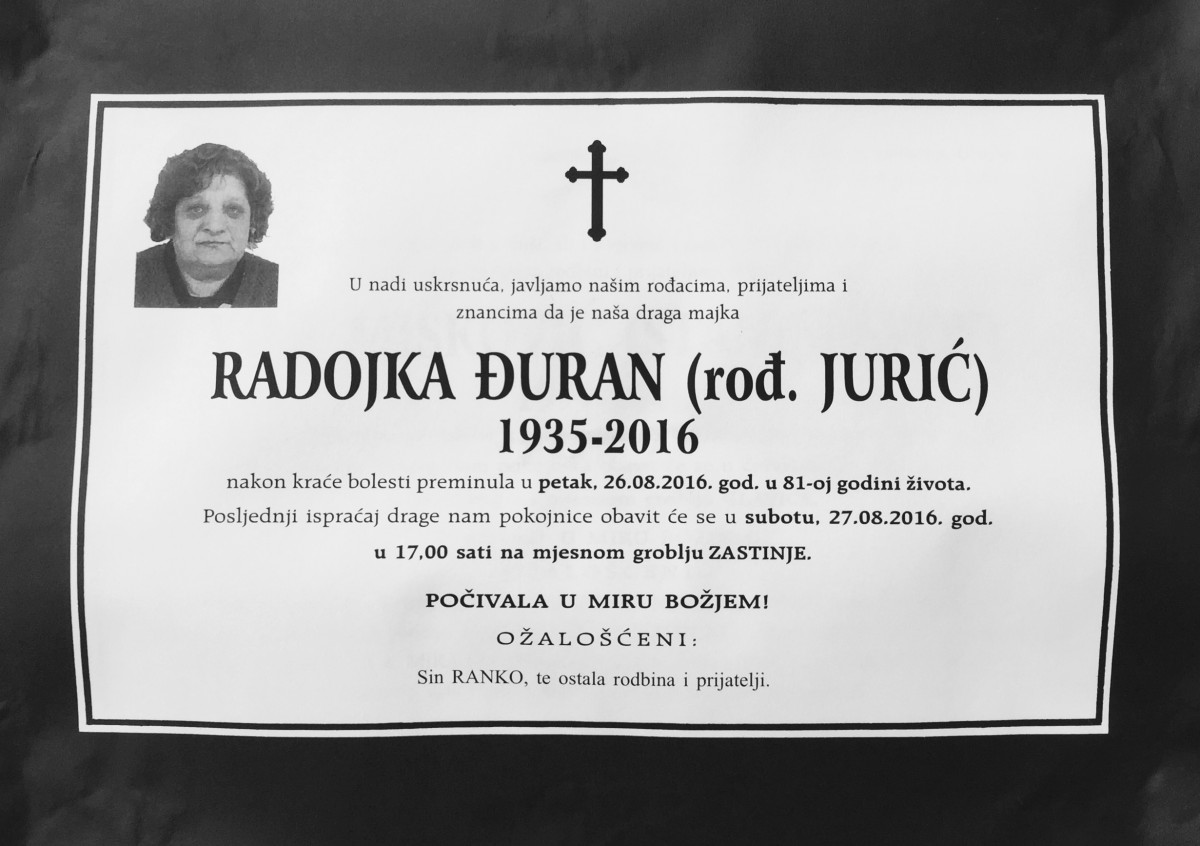 U nadi uskrsnuća, javljamo našim rođacima, prijateljima i
znancima da je naša draga majka
RADOJKA ĐURAN (rođ. JURIĆ)
1935-2016
nakon kraće bolesti preminula u petak, 26.08.2016. god. u 81-oj godini života.
Posljednji ispraćaj drage nam pokojnice obavit će se u subotu, 27.08.2016. god.
u 17,00 sati na mjesnom groblju ZASTINJE.
POČIVALA U MIRU BOŽJEM!
OŽALOŠĆENI:
Sin RANKO, te ostala rodbina i prijatelji.